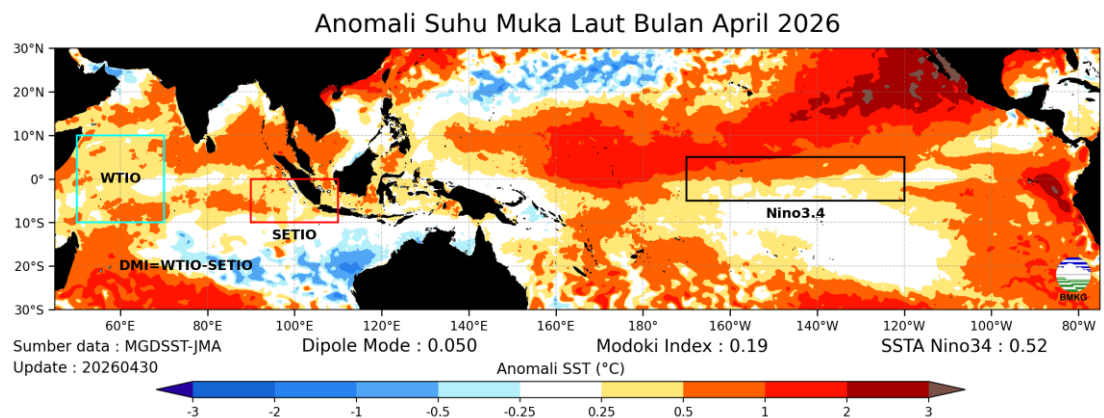 Anomali Suhu Muka Laut Bulan April 2026
30°N
20°N
10°N
0°
10°S
20°S
30°S
WTIO
SETIO
Nino3.4
DMI=WTIO-SETIO
BMKG
60°E 80°E 100°E 120°E 140°E 160°E 180° 160°W 140°W 120°W 100°W 80°W
Sumber data : MGDSST-JMA Dipole Mode : 0.050 Modoki Index : 0.19 SSTA Nino34 : 0.52
Update : 20260430
Anomali SST (°C)
-3 -2 -1 -0.5 -0.25 0.25 0.5 1 2 3